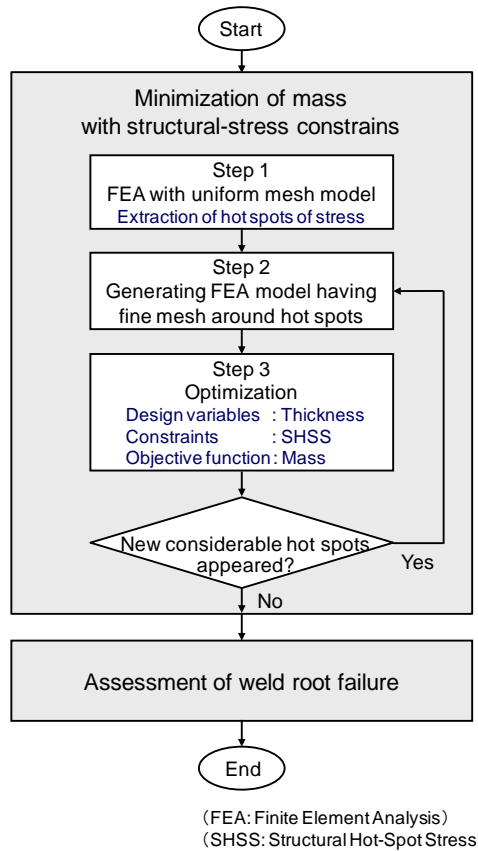 Start
Minimization of mass
with structural-stress constrains
Step 1
FEA with uniform mesh model
Extraction of hot spots of stress
Step 2
Generating FEA model having
fine mesh around hot spots
Step 3
Optimization
Design variables : Thickness
Constraints : SHSS
Objective function : Mass
New considerable hot spots
appeared?
Yes
No
Assessment of weld root failure
End
（FEA: Finite Element Analysis）
（SHSS: Structural Hot-Spot Stress